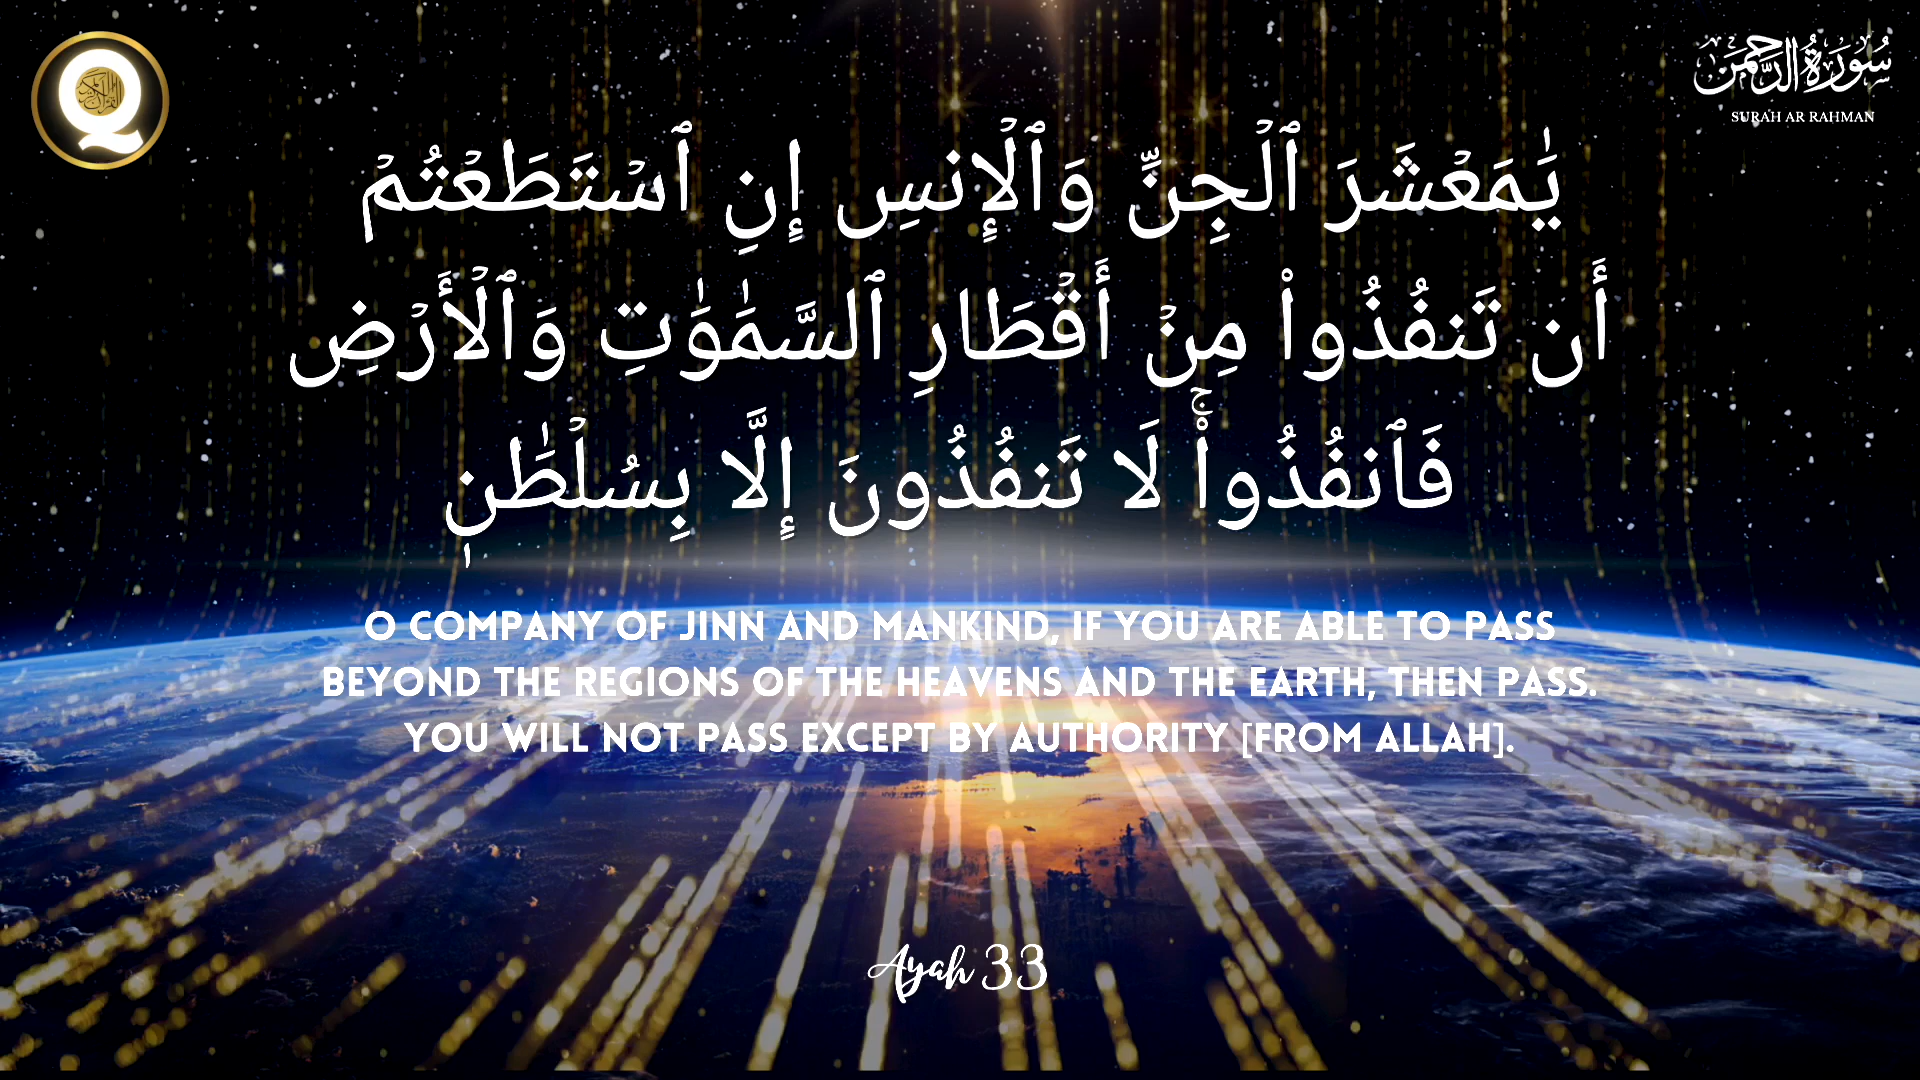 سُورَةُ الرَّحْمَٰن
SURAH AR RAHMAN
يَٰمَعْشَرَ ٱلْجِنِّ وَٱلْإِنسِ إِنِ ٱسْتَطَعْتُمْ
أَن تَنفُذُوا۟ مِنْ أَقْطَارِ ٱلسَّمَٰوَٰتِ وَٱلْأَرْضِ
فَٱنفُذُوا۟ۚ لَا تَنفُذُونَ إِلَّا بِسُلْطَٰنٍ
O COMPANY OF JINN AND MANKIND, IF YOU ARE ABLE TO PASS
BEYOND THE REGIONS OF THE HEAVENS AND THE EARTH, THEN PASS.
YOU WILL NOT PASS EXCEPT BY AUTHORITY [FROM ALLAH].
Ayah 33